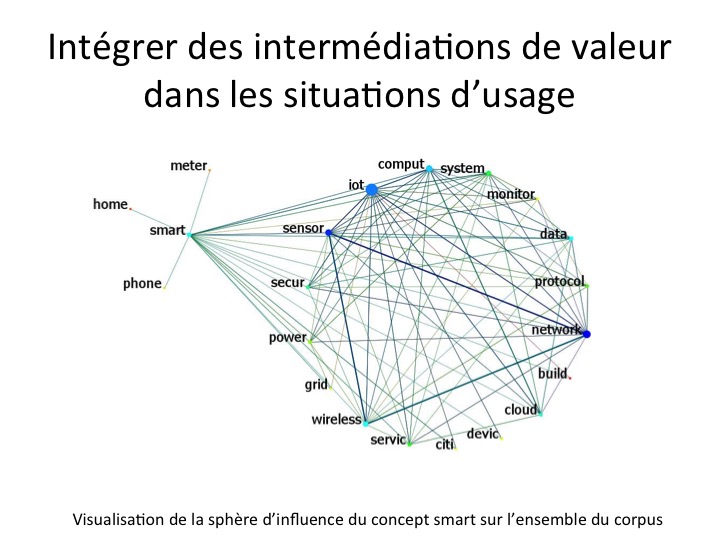 Intégrer des intermédiations de valeur
dans les situations d’usage
meter
comput
system
iot
monitor
home
smart
sensor
data
phone
secur
protocol
power
network
grid
build
wireless
cloud
servic
citi
devic
Visualisation de la sphère d’influence du concept smart sur l’ensemble du corpus